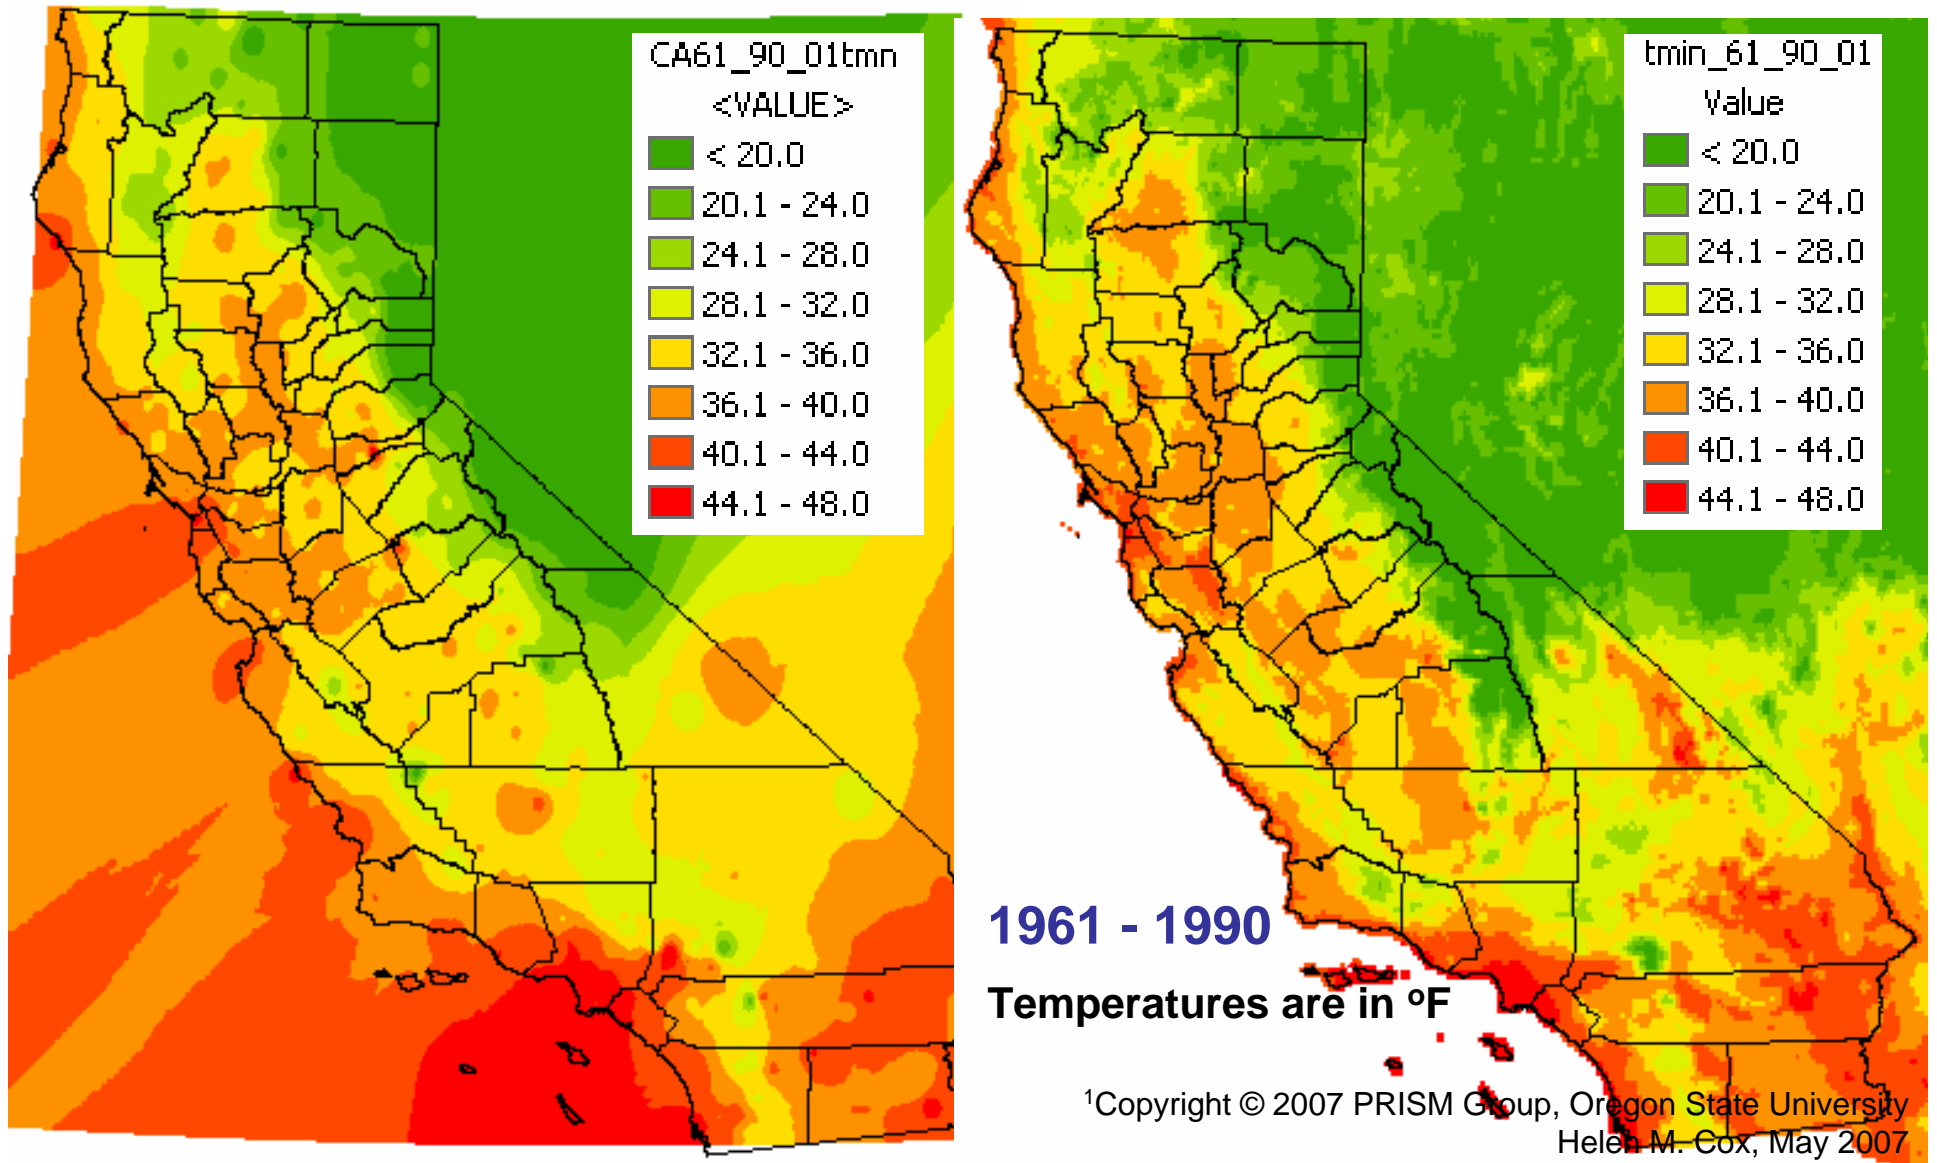 CA61_90_01tmn
<VALUE>
< 20.0
20.1 - 24.0
24.1 - 28.0
28.1 - 32.0
32.1 - 36.0
36.1 - 40.0
40.1 - 44.0
44.1 - 48.0
tmin_61_90_01
Value
< 20.0
20.1 - 24.0
24.1 - 28.0
28.1 - 32.0
32.1 - 36.0
36.1 - 40.0
40.1 - 44.0
44.1 - 48.0
1961 - 1990
Temperatures are in ºF
¹Copyright © 2007 PRISM Group, Oregon State University
Helen M. Cox, May 2007